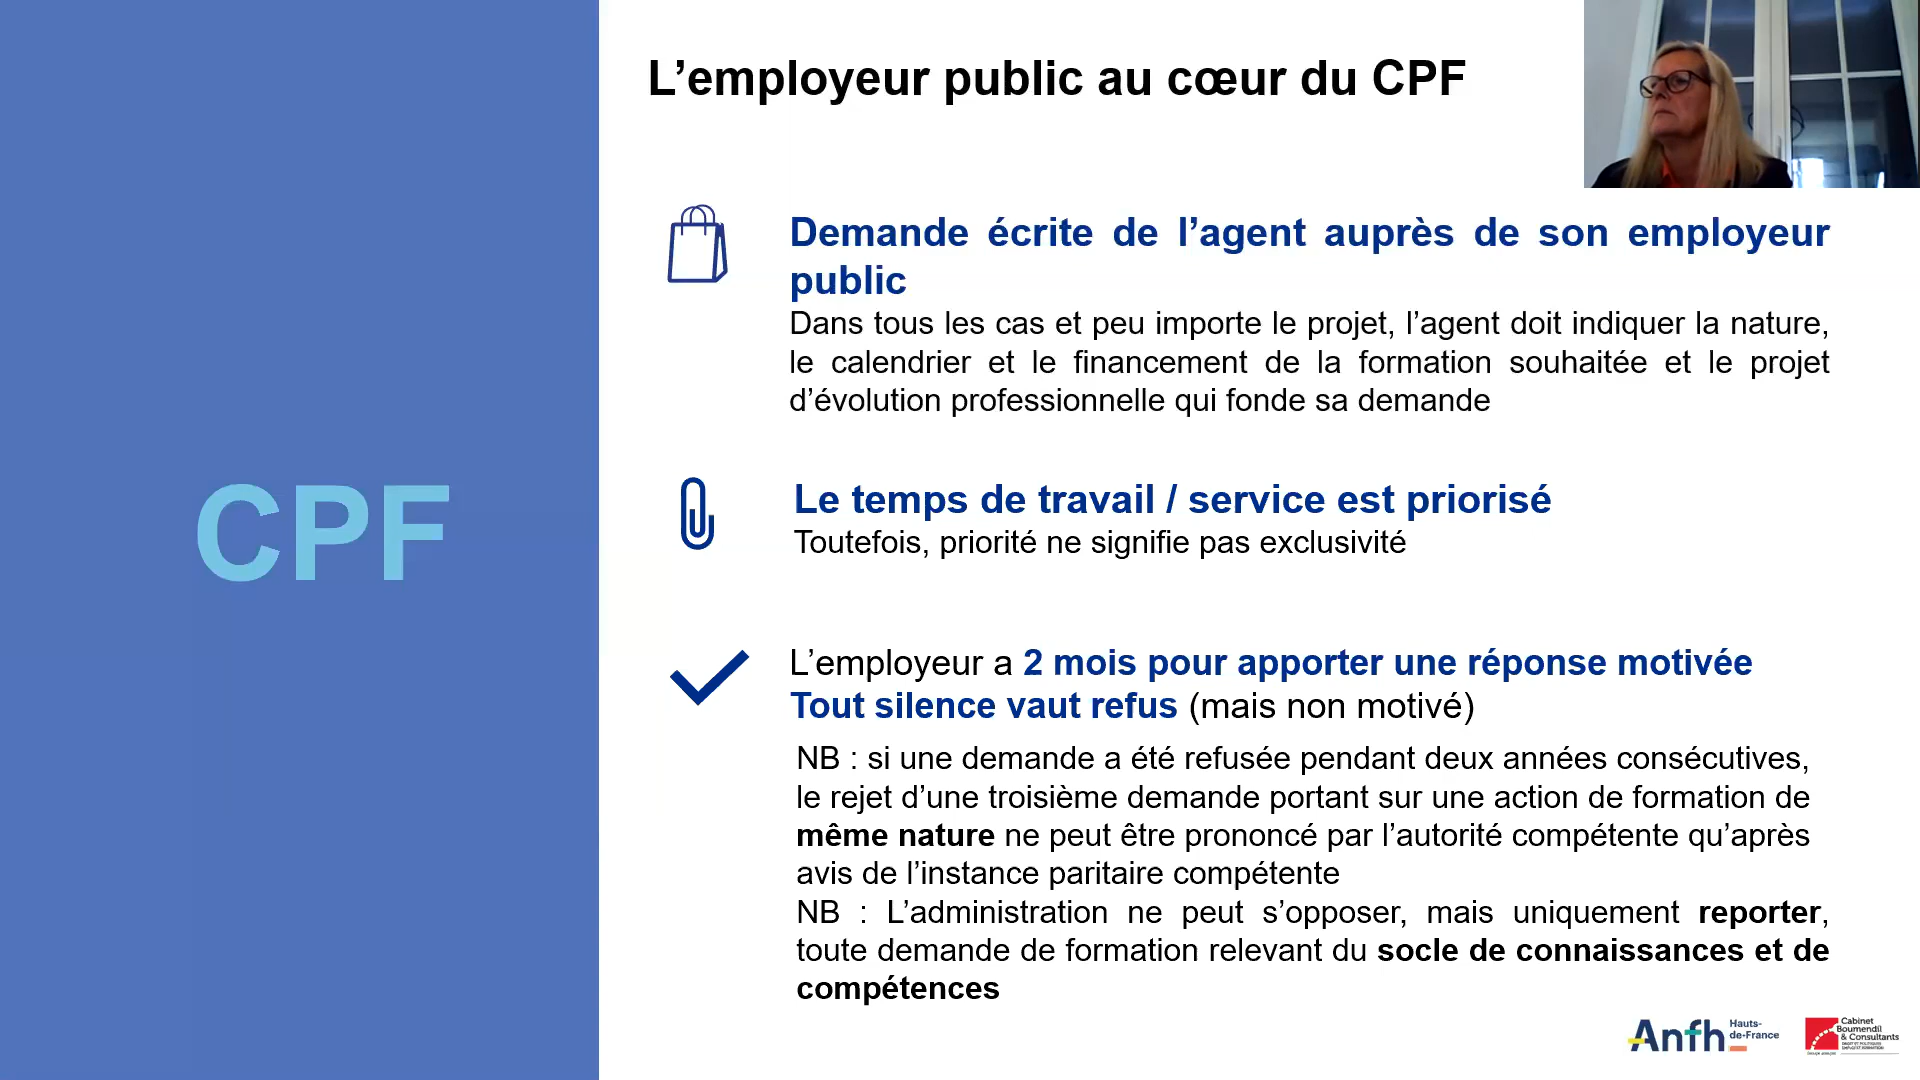 L’employeur public au cœur du CPF
Demande écrite de l’agent auprès de son employeur
public
Dans tous les cas et peu importe le projet, l’agent doit indiquer la nature,
le calendrier et le financement de la formation souhaitée et le projet
d’évolution professionnelle qui fonde sa demande
CPF
Le temps de travail / service est priorisé
Toutefois, priorité ne signifie pas exclusivité
L’employeur a 2 mois pour apporter une réponse motivée
Tout silence vaut refus (mais non motivé)
NB : si une demande a été refusée pendant deux années consécutives,
le rejet d’une troisième demande portant sur une action de formation de
même nature ne peut être prononcé par l’autorité compétente qu’après
avis de l’instance paritaire compétente
NB : L’administration ne peut s’opposer, mais uniquement reporter,
toute demande de formation relevant du socle de connaissances et de
compétences
Anfh
Hauts-
de-France
Cabinet
Boumendil
& Consultants